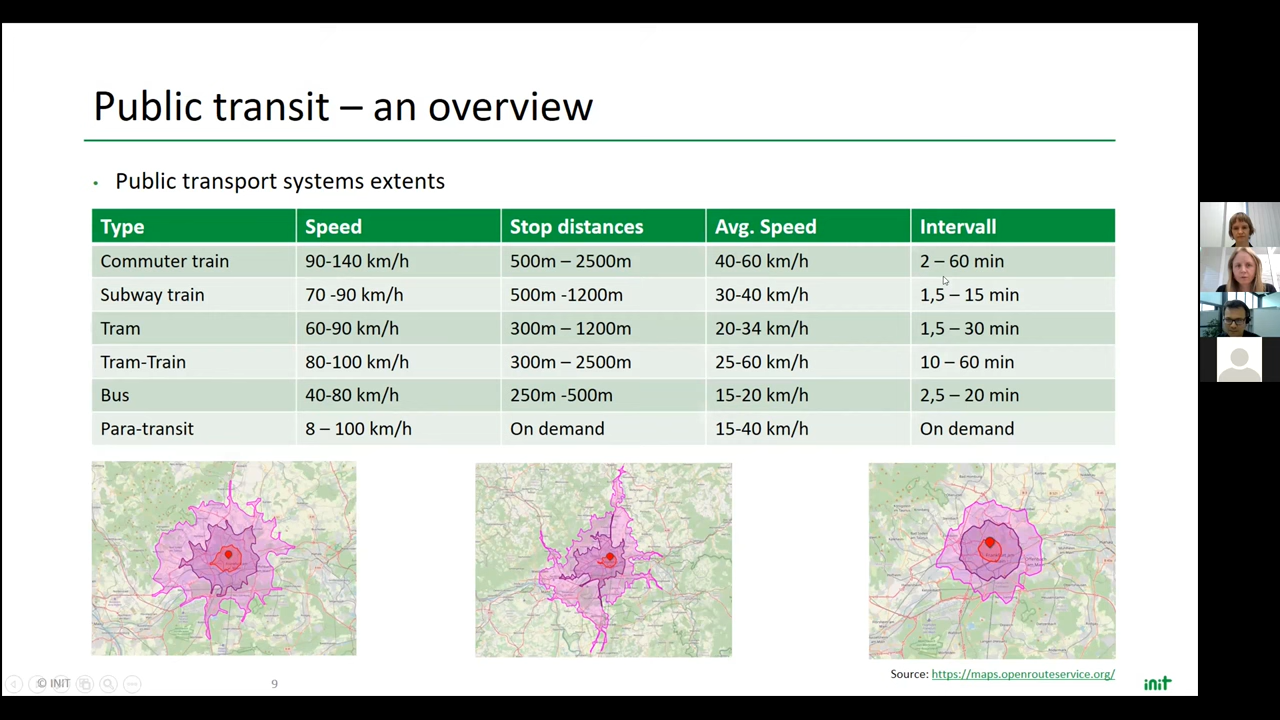 Public transit – an overview
• Public transport systems extents
Type Speed Stop distances Avg. Speed Intervall
Commuter train 90-140 km/h 500m – 2500m 40-60 km/h 2 – 60 min
Subway train 70 -90 km/h 500m -1200m 30-40 km/h 1,5 – 15 min
Tram 60-90 km/h 300m – 1200m 20-34 km/h 1,5 – 30 min
Tram-Train 80-100 km/h 300m – 2500m 25-60 km/h 10 – 60 min
Bus 40-80 km/h 250m -500m 15-20 km/h 2,5 – 20 min
Para-transit 8 – 100 km/h On demand 15-40 km/h On demand
Source: https://maps.openrouteservice.org/
© INIT 9
init